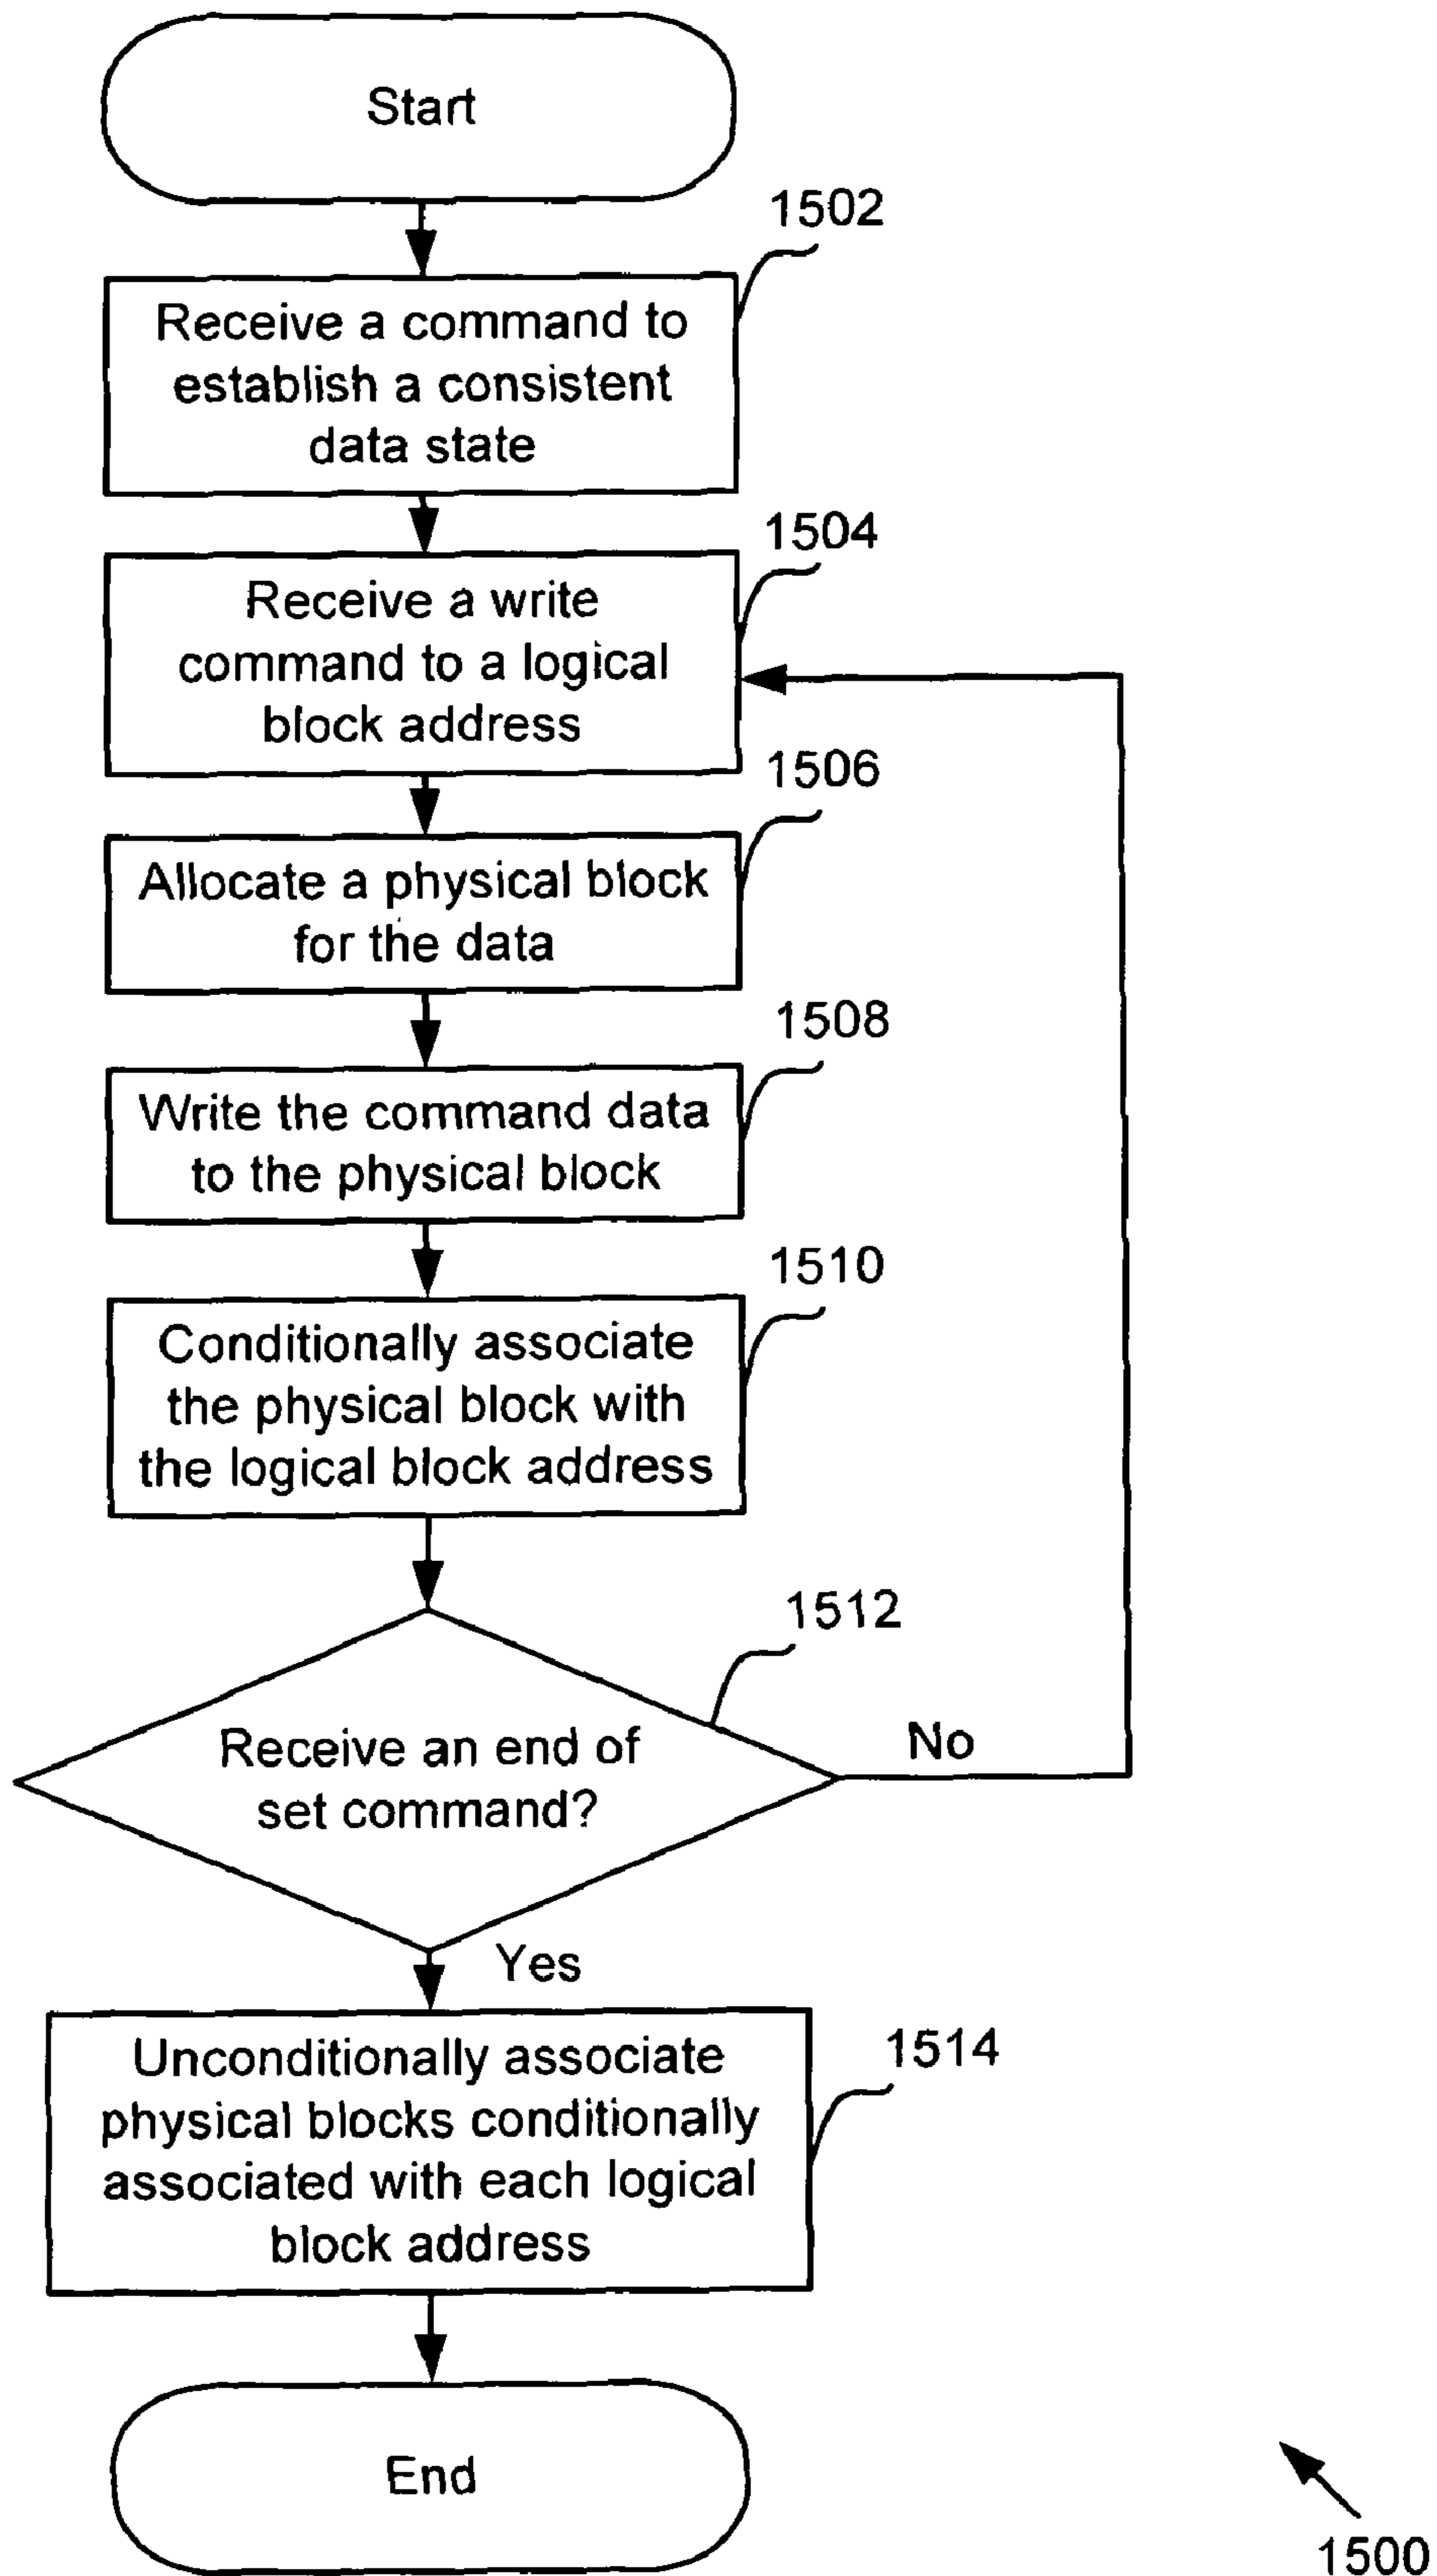 Start
1502
Receive a command to
establish a consistent
data state
1504
Receive a write
command to a logical
block address
1506
Allocate a physical block
for the data
1508
Write the command data
to the physical block
1510
Conditionally associate
the physical block with
the logical block address
1512
Receive an end of
set command?
No
Yes
1514
Unconditionally associate
physical blocks conditionally
associated with each logical
block address
End
1500